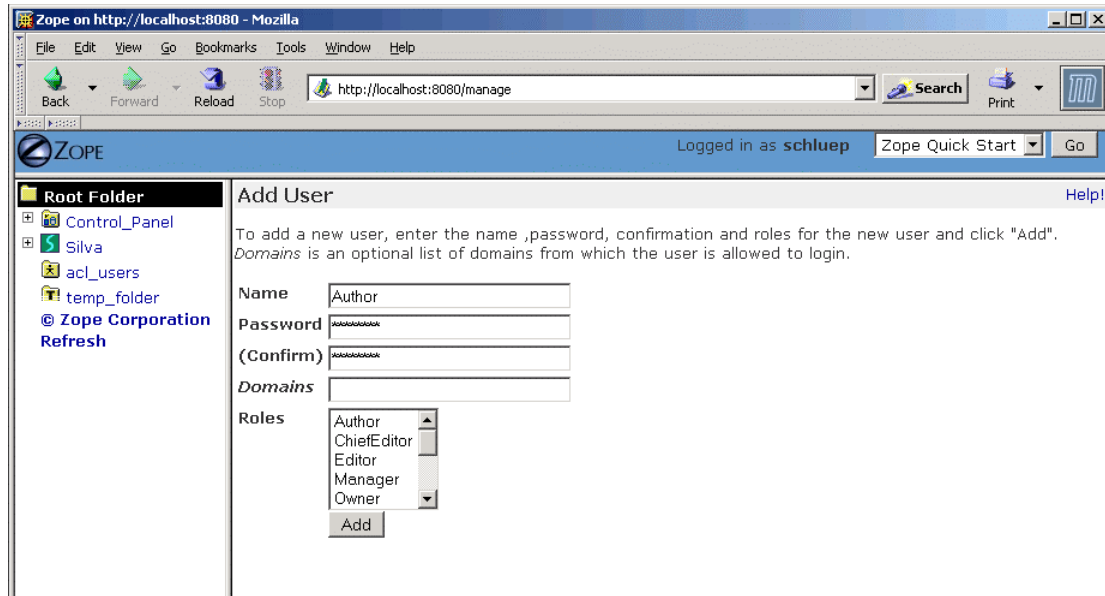 Zope on http://localhost:8080 - Mozilla
File Edit View Go Bookmarks Tools Window Help
http://localhost:8080/manage Search
Back Forward Reload Stop Print
ZOPE Logged in as schluep Zope Quick Start Go
Root Folder
Control_Panel
Silva
acl_users
temp_folder
© Zope Corporation
Refresh
Add User Help!
To add a new user, enter the name ,password, confirmation and roles for the new user and click "Add".
Domains is an optional list of domains from which the user is allowed to login.
Name Author
Password *********
(Confirm) *********
Domains
Roles Author
ChiefEditor
Editor
Manager
Owner
Add